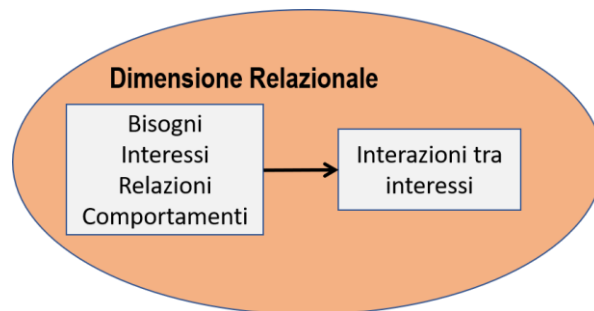 Dimensione Relazionale
Bisogni
Interessi
Relazioni
Comportamenti
Interazioni tra
interessi